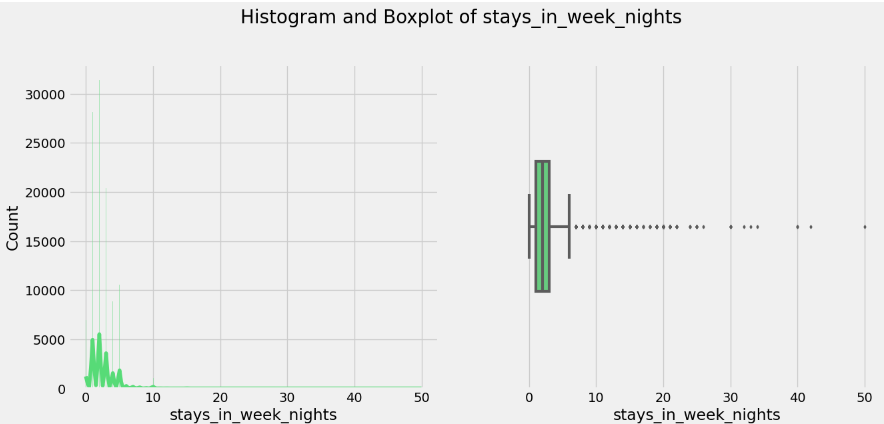 Histogram and Boxplot of stays_in_week_nights
30000
25000
20000
15000
10000
5000
0
Count
0 10 20 30 40 50
stays_in_week_nights
0 10 20 30 40 50
stays_in_week_nights